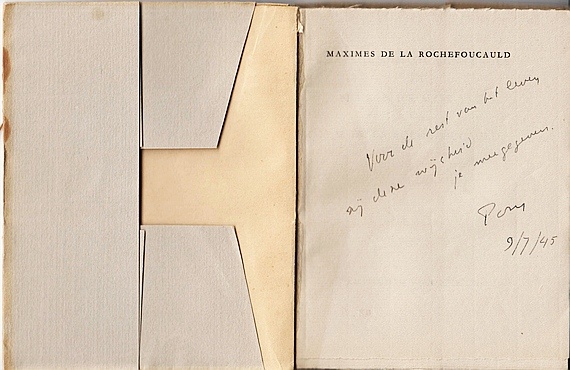 MAXIMES DE LA ROCHEFOUCAULD
Voor de rest van het leven
zij deze wijsheid
je meegegeven.
9/7/45